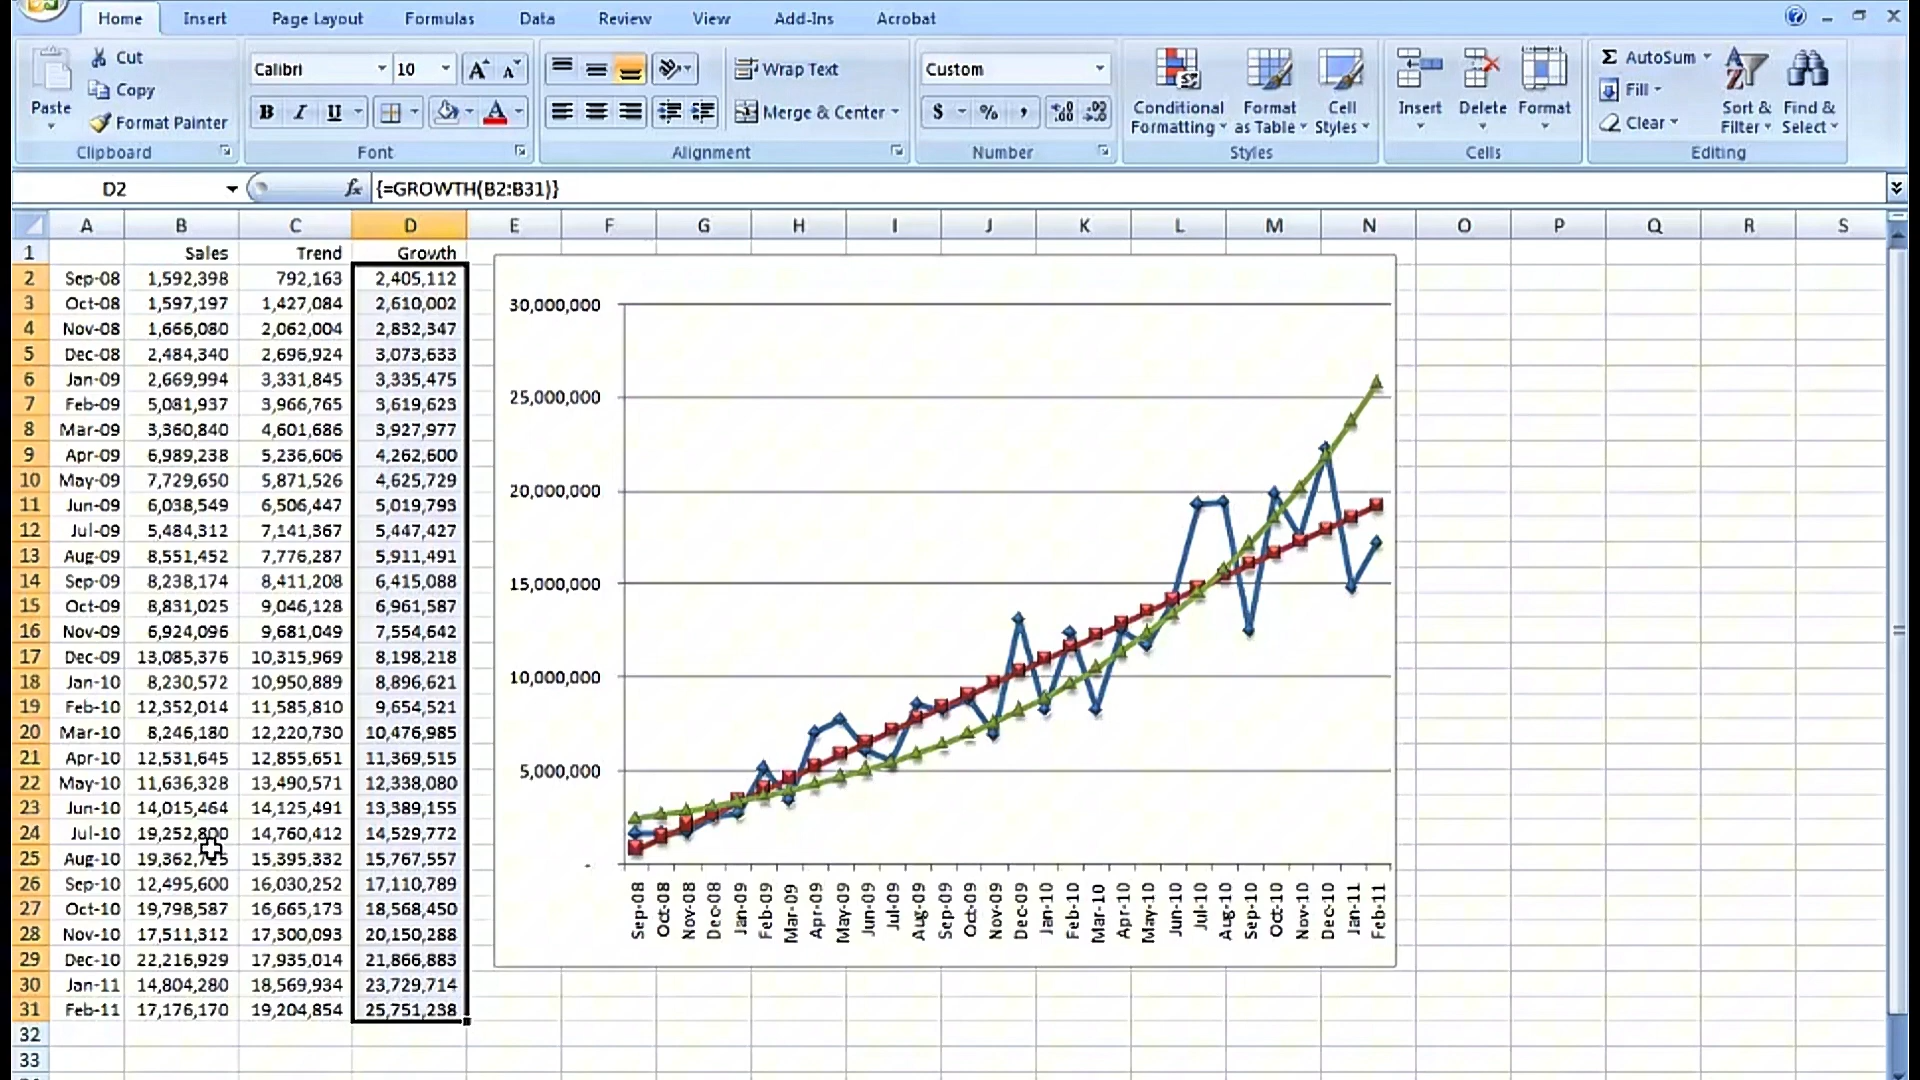 Home Insert Page Layout Formulas Data Review View Add-Ins Acrobat
Paste
Cut
Copy
Format Painter
Clipboard
Calibri 10
B I U
Font
Wrap Text
Merge & Center
Alignment
Custom
$ % ,
Number
Conditional Formatting
Format as Table
Cell Styles
Styles
Insert Delete Format
Cells
Σ AutoSum
Fill
Clear
Sort & Filter
Find & Select
Editing
D2 fx {=GROWTH(B2:B31)}
A B C D E F G H I J K L M N O P Q R S
1 Sales Trend Growth
2 Sep-08 1,592,398 792,163 2,405,112
3 Oct-08 1,597,197 1,427,084 2,610,002
4 Nov-08 1,666,080 2,062,004 2,832,347
5 Dec-08 2,484,340 2,696,924 3,073,633
6 Jan-09 2,669,994 3,331,845 3,335,475
7 Feb-09 5,081,937 3,966,765 3,619,623
8 Mar-09 3,360,840 4,601,686 3,927,977
9 Apr-09 6,989,238 5,236,606 4,262,600
10 May-09 7,729,650 5,871,526 4,625,729
11 Jun-09 6,038,549 6,506,447 5,019,793
12 Jul-09 5,484,312 7,141,367 5,447,427
13 Aug-09 8,551,452 7,776,287 5,911,491
14 Sep-09 8,238,174 8,411,208 6,415,088
15 Oct-09 8,831,025 9,046,128 6,961,587
16 Nov-09 6,924,096 9,681,049 7,554,642
17 Dec-09 13,085,376 10,315,969 8,198,218
18 Jan-10 8,230,572 10,950,889 8,896,621
19 Feb-10 12,352,014 11,585,810 9,654,521
20 Mar-10 8,246,180 12,220,730 10,476,985
21 Apr-10 12,531,645 12,855,651 11,369,515
22 May-10 11,636,328 13,490,571 12,338,080
23 Jun-10 14,015,464 14,125,491 13,389,155
24 Jul-10 19,252,800 14,760,412 14,529,772
25 Aug-10 15,395,332 15,767,557
26 Sep-10 12,495,600 16,030,252 17,110,789
27 Oct-10 19,798,587 16,665,173 18,568,450
28 Nov-10 17,511,312 17,300,093 20,150,288
29 Dec-10 22,216,929 17,935,014 21,866,883
30 Jan-11 14,804,280 18,569,934 23,729,714
31 Feb-11 17,176,170 19,204,854 25,751,238
32
33
30,000,000
25,000,000
20,000,000
15,000,000
10,000,000
5,000,000
-
Sep-08 Oct-08 Nov-08 Dec-08 Jan-09 Feb-09 Mar-09 Apr-09 May-09 Jun-09 Jul-09 Aug-09 Sep-09 Oct-09 Nov-09 Dec-09 Jan-10 Feb-10 Mar-10 Apr-10 May-10 Jun-10 Jul-10 Aug-10 Sep-10 Oct-10 Nov-10 Dec-10 Jan-11 Feb-11